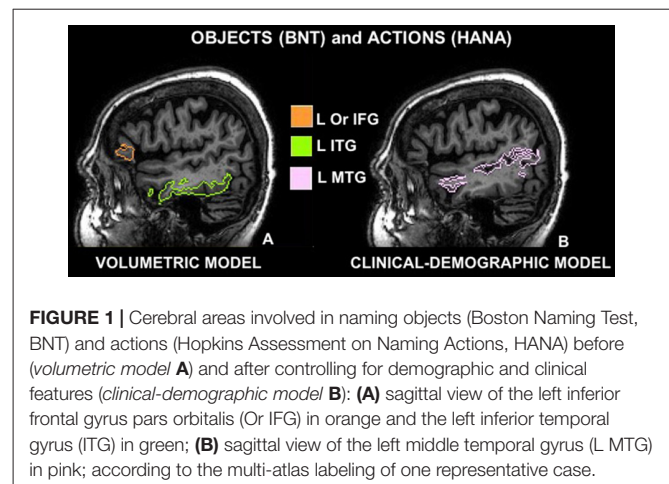 OBJECTS (BNT) and ACTIONS (HANA)
L Or IFG
L ITG
L MTG
A
B
VOLUMETRIC MODEL
CLINICAL-DEMOGRAPHIC MODEL
FIGURE 1 | Cerebral areas involved in naming objects (Boston Naming Test,
BNT) and actions (Hopkins Assessment on Naming Actions, HANA) before
(volumetric model A) and after controlling for demographic and clinical
features (clinical-demographic model B): (A) sagittal view of the left inferior
frontal gyrus pars orbitalis (Or IFG) in orange and the left inferior temporal
gyrus (ITG) in green; (B) sagittal view of the left middle temporal gyrus (L MTG)
in pink; according to the multi-atlas labeling of one representative case.